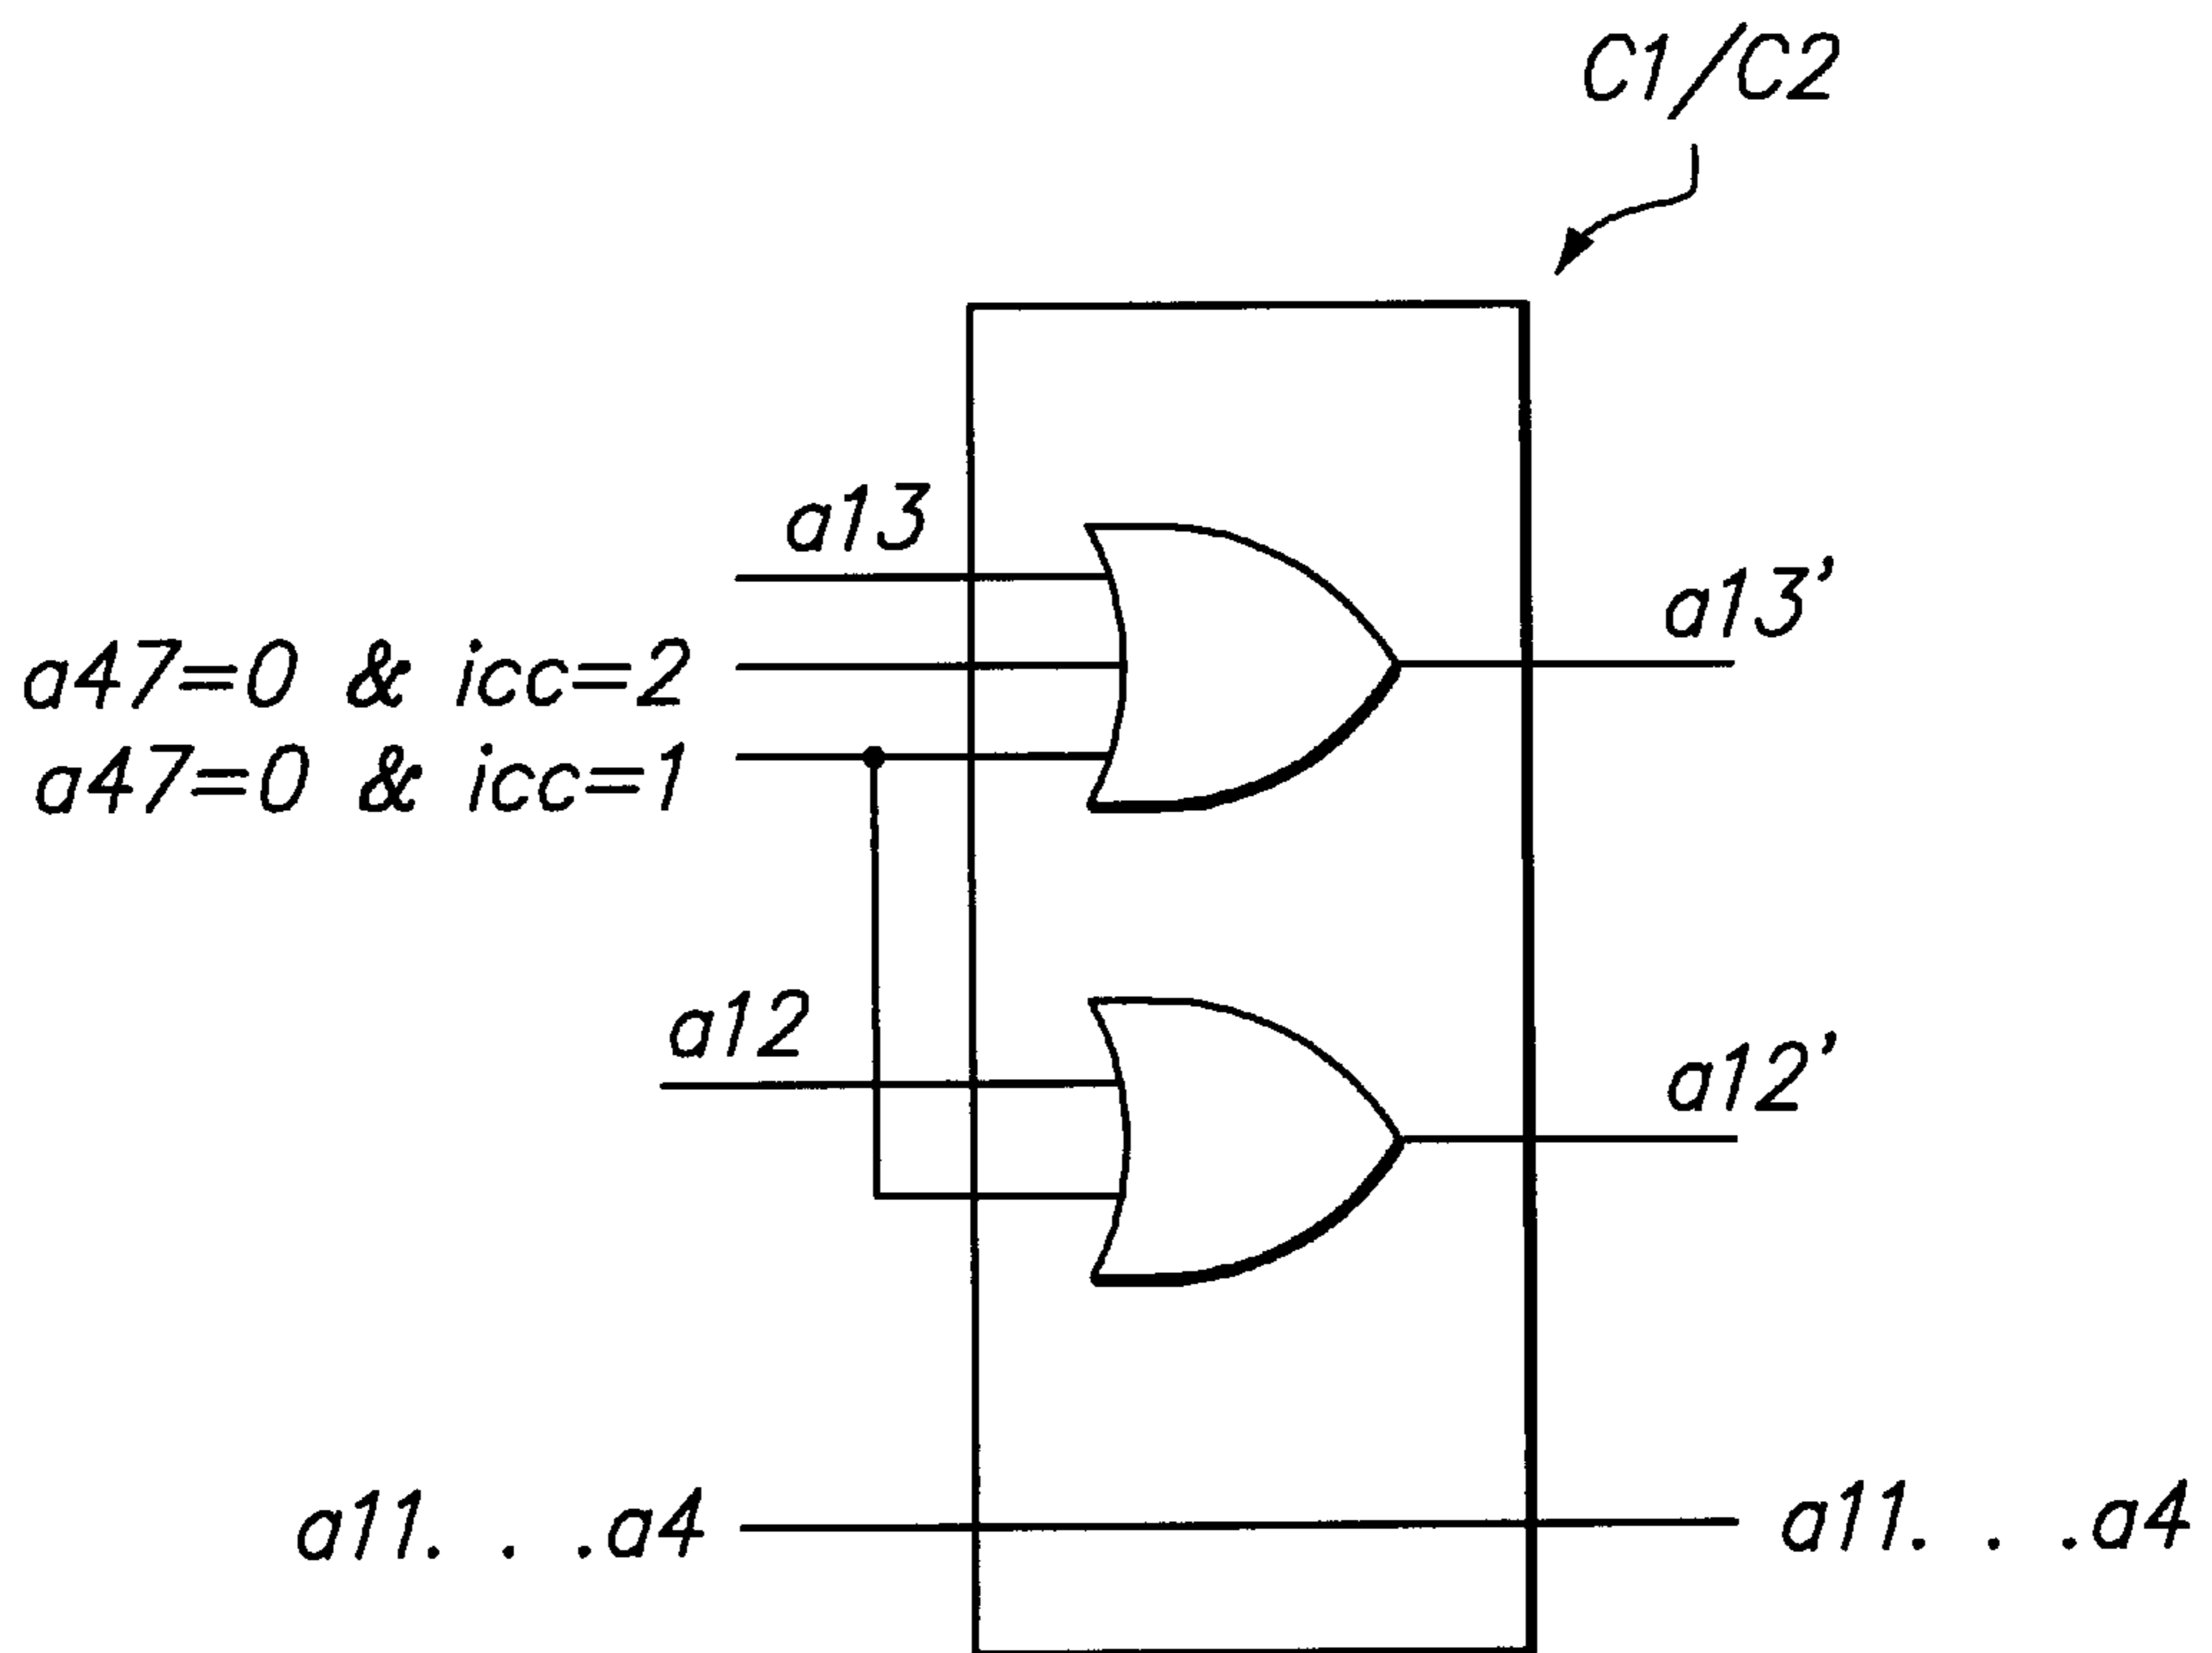 C1/C2
a13
a13'
a47=0 & icc=2
a47=0 & icc=1
a12
a12'
a11. . .a4
a11. . .a4